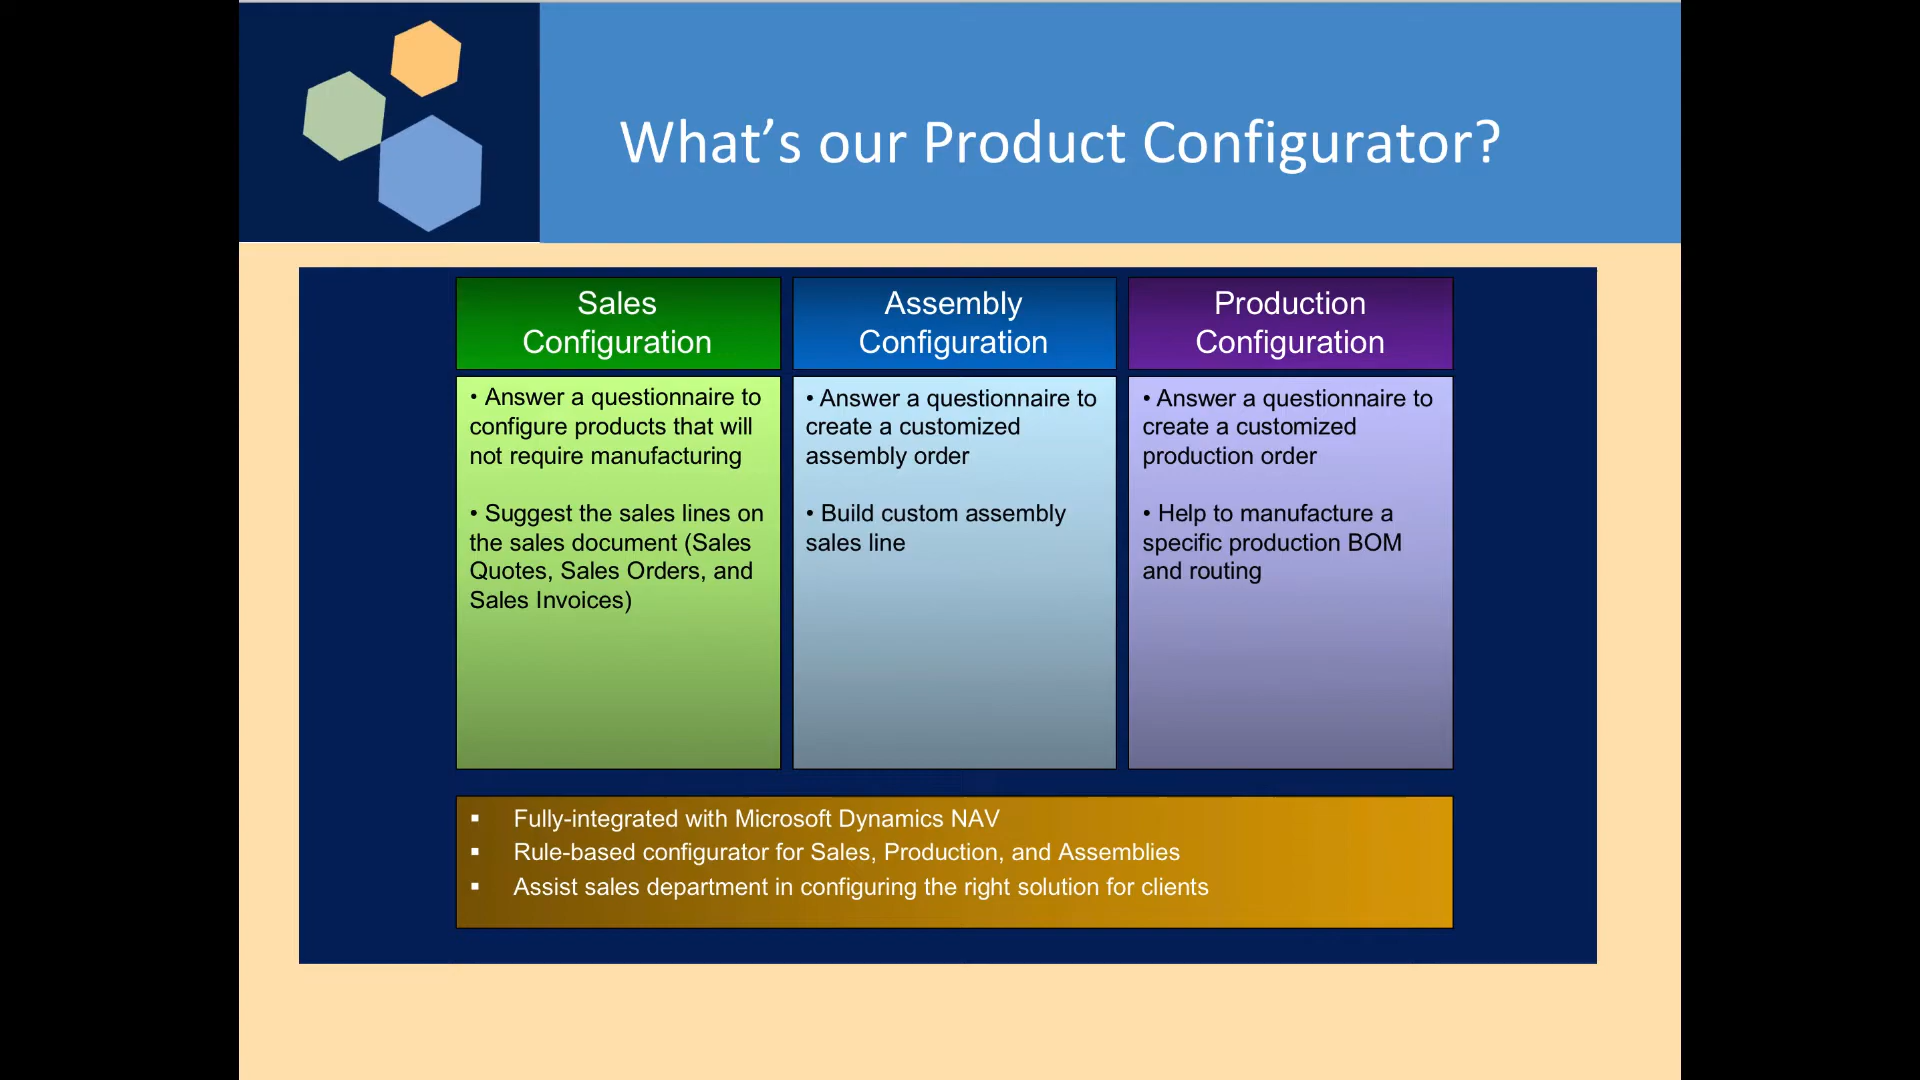 What’s our Product Configurator?
Sales
Configuration
• Answer a questionnaire to
configure products that will
not require manufacturing
• Suggest the sales lines on
the sales document (Sales
Quotes, Sales Orders, and
Sales Invoices)
Assembly
Configuration
• Answer a questionnaire to
create a customized
assembly order
• Build custom assembly
sales line
Production
Configuration
• Answer a questionnaire to
create a customized
production order
• Help to manufacture a
specific production BOM
and routing
▪ Fully-integrated with Microsoft Dynamics NAV
▪ Rule-based configurator for Sales, Production, and Assemblies
▪ Assist sales department in configuring the right solution for clients